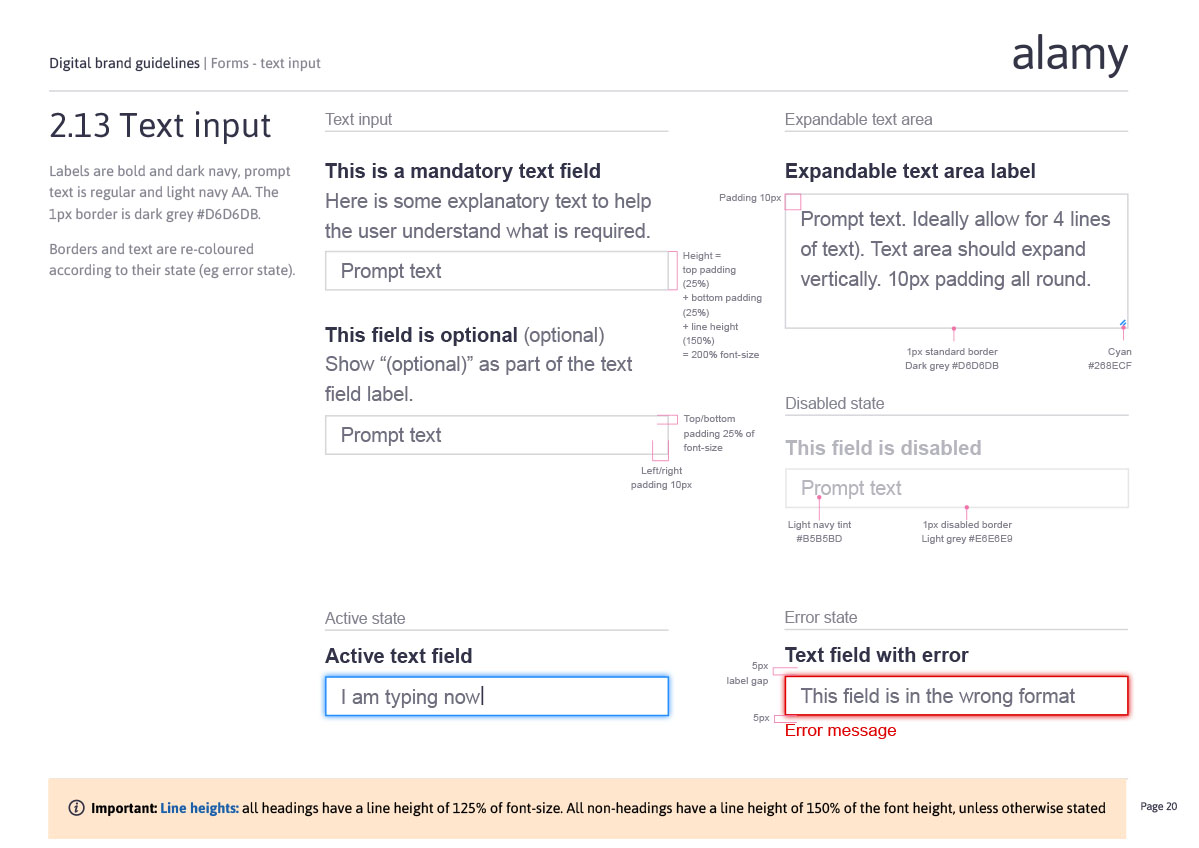 Digital brand guidelines | Forms - text input
alamy
2.13 Text input
Labels are bold and dark navy, prompt
text is regular and light navy AA. The
1px border is dark grey #D6D6DB.
Borders and text are re-coloured
according to their state (eg error state).
Text input
This is a mandatory text field
Here is some explanatory text to help
the user understand what is required.
Prompt text
Height =
top padding
(25%)
+ bottom padding
(25%)
+ line height
(150%)
= 200% font-size
This field is optional (optional)
Show “(optional)” as part of the text
field label.
Prompt text
Top/bottom
padding 25% of
font-size
Left/right
padding 10px
Expandable text area
Expandable text area label
Padding 10px
Prompt text. Ideally allow for 4 lines
of text). Text area should expand
vertically. 10px padding all round.
1px standard border
Dark grey #D6D6DB
Cyan
#268ECF
Disabled state
This field is disabled
Prompt text
Light navy tint
#B5B5BD
1px disabled border
Light grey #E6E6E9
Active state
Active text field
I am typing now
Error state
Text field with error
5px
label gap
This field is in the wrong format
5px
Error message
Important: Line heights: all headings have a line height of 125% of font-size. All non-headings have a line height of 150% of the font height, unless otherwise stated
Page 20